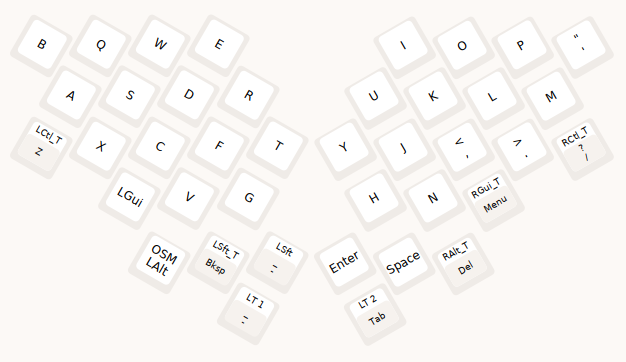 B Q W E I O P " '
A S D R U K L M
LCtl_T Z X C F T Y J < , > . RCtl_T ? /
LGui V G H N RGui_T Menu
OSM LAlt LSft_T Bksp LSft Enter Space RAlt_T Del
LT 1 LT 2 Tab